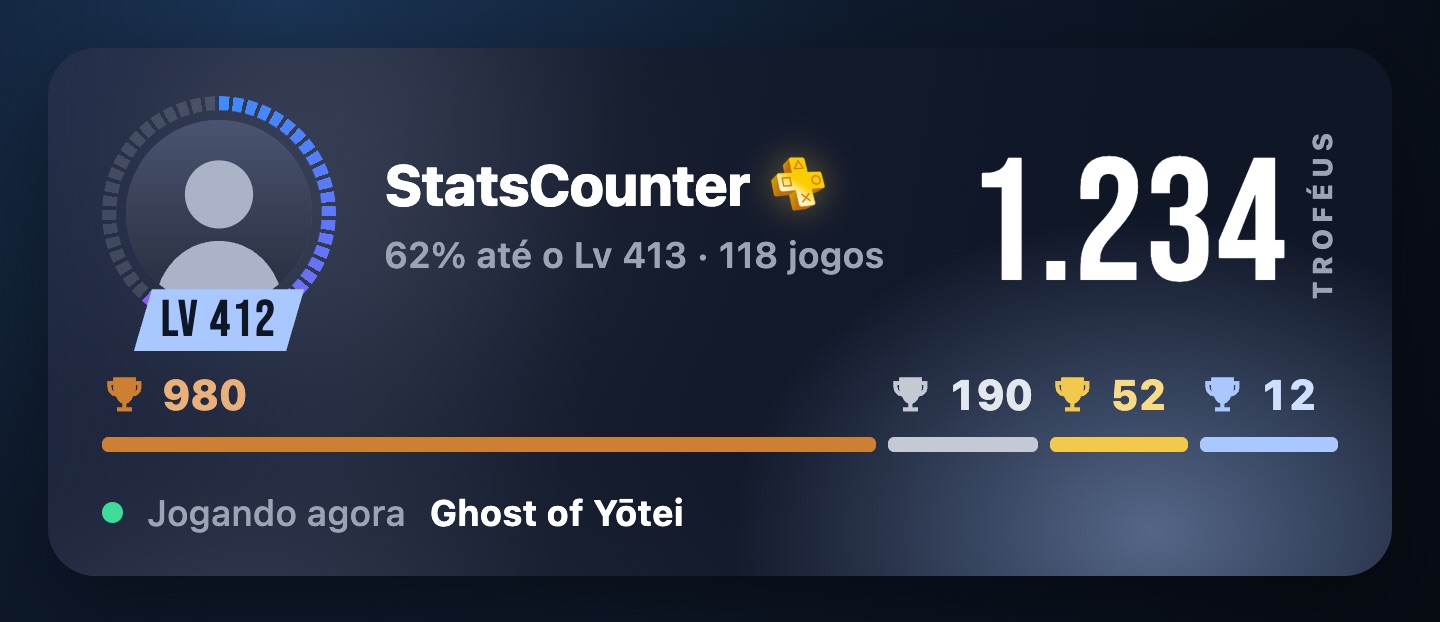 StatsCounter
62% até o Lv 413 · 118 jogos
1.234
TROFÉUS
LV 412
980
190
52
12
Jogando agora Ghost of Yōtei